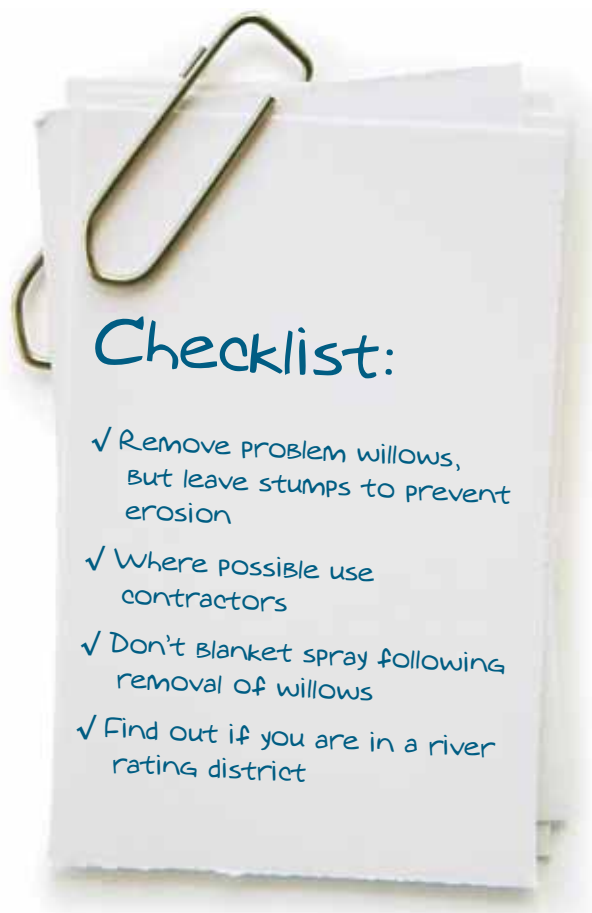 Checklist:
√ Remove problem willows,
but leave stumps to prevent
erosion
√ Where possible use
contractors
√ Don't blanket spray following
removal of willows
√ Find out if you are in a river
rating district